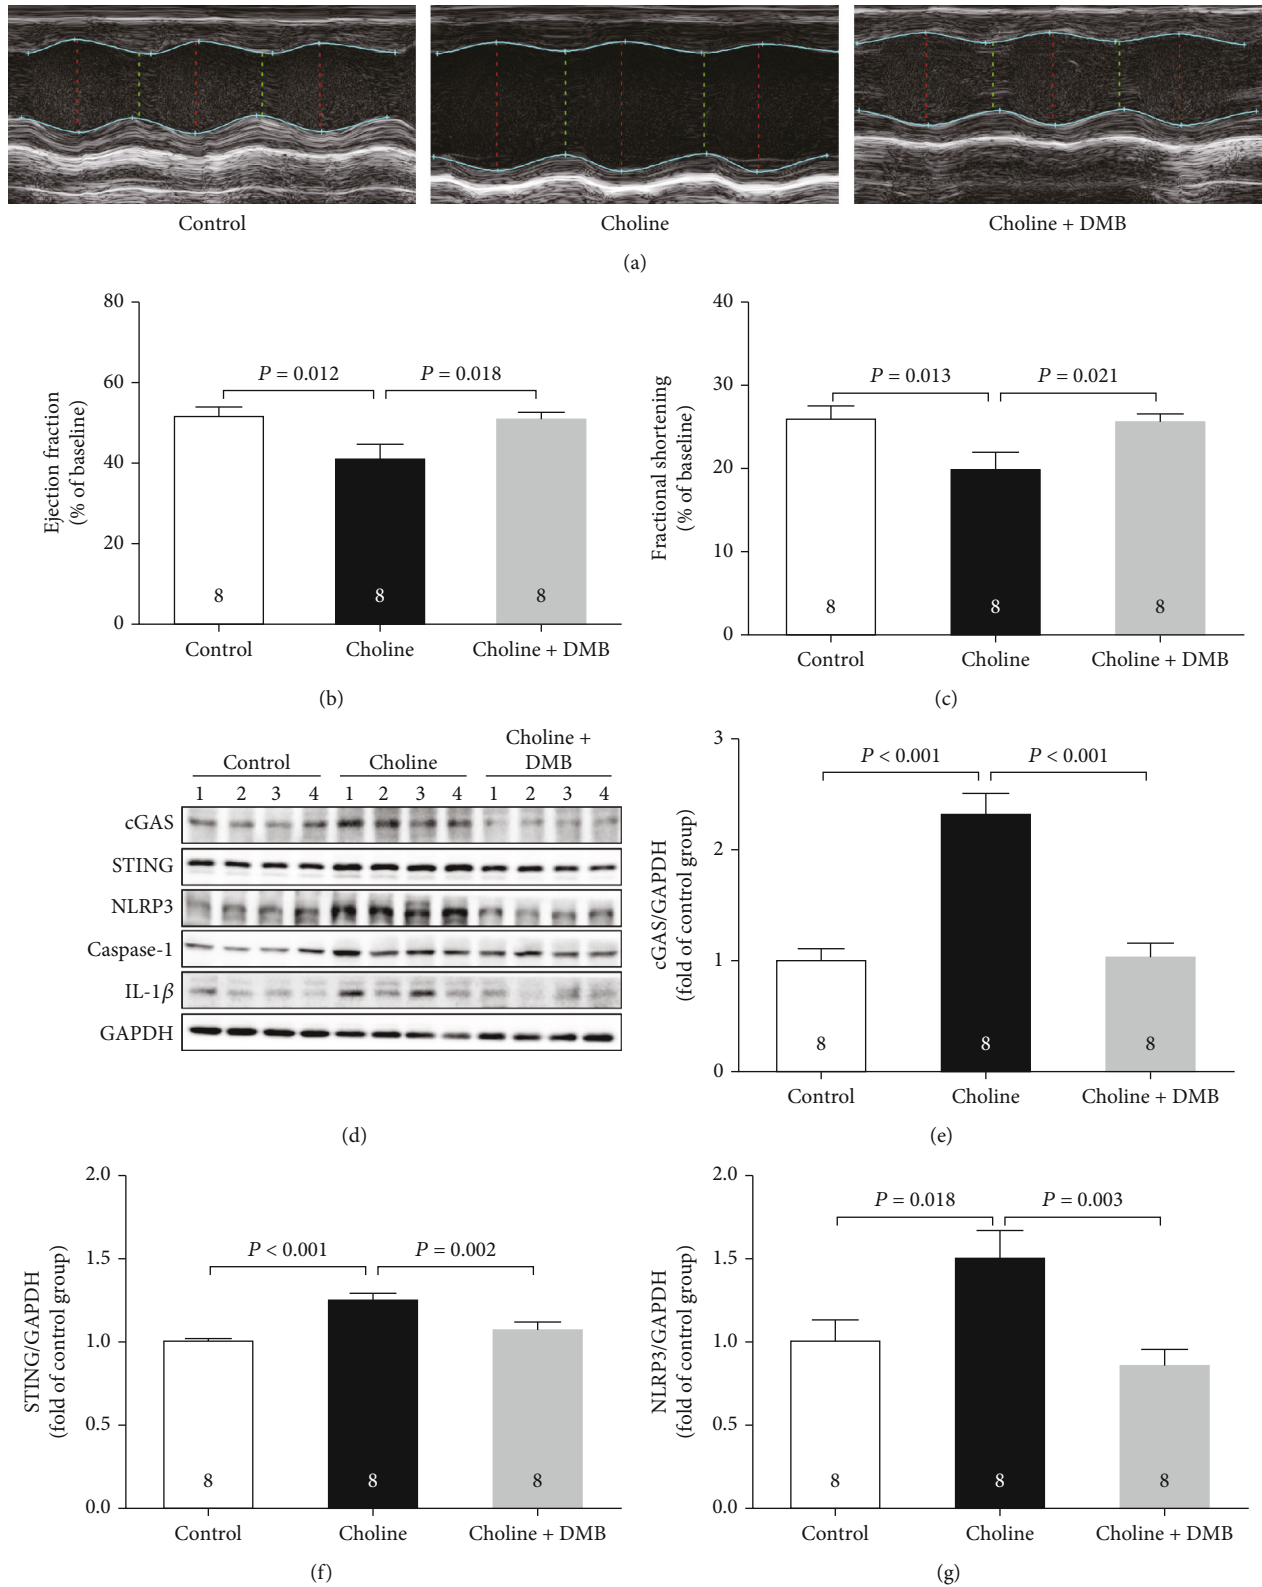 Control
Choline
Choline + DMB
(a)
80
60
40
20
0
Ejection fraction
(% of baseline)
P = 0.012
P = 0.018
8
8
8
Control
Choline
Choline + DMB
(b)
40
30
20
10
0
Fractional shortening
(% of baseline)
P = 0.013
P = 0.021
8
8
8
Control
Choline
Choline + DMB
(c)
Control
Choline
Choline +
DMB
1 2 3 4 1 2 3 4 1 2 3 4
cGAS
STING
NLRP3
Caspase-1
IL-1β
GAPDH
(d)
3
2
1
0
cGAS/GAPDH
(fold of control group)
P < 0.001
P < 0.001
8
8
8
Control
Choline
Choline + DMB
(e)
2.0
1.5
1.0
0.5
0.0
STING/GAPDH
(fold of control group)
P < 0.001
P = 0.002
8
8
8
Control
Choline
Choline + DMB
(f)
2.0
1.5
1.0
0.5
0.0
NLRP3/GAPDH
(fold of control group)
P = 0.018
P = 0.003
8
8
8
Control
Choline
Choline + DMB
(g)